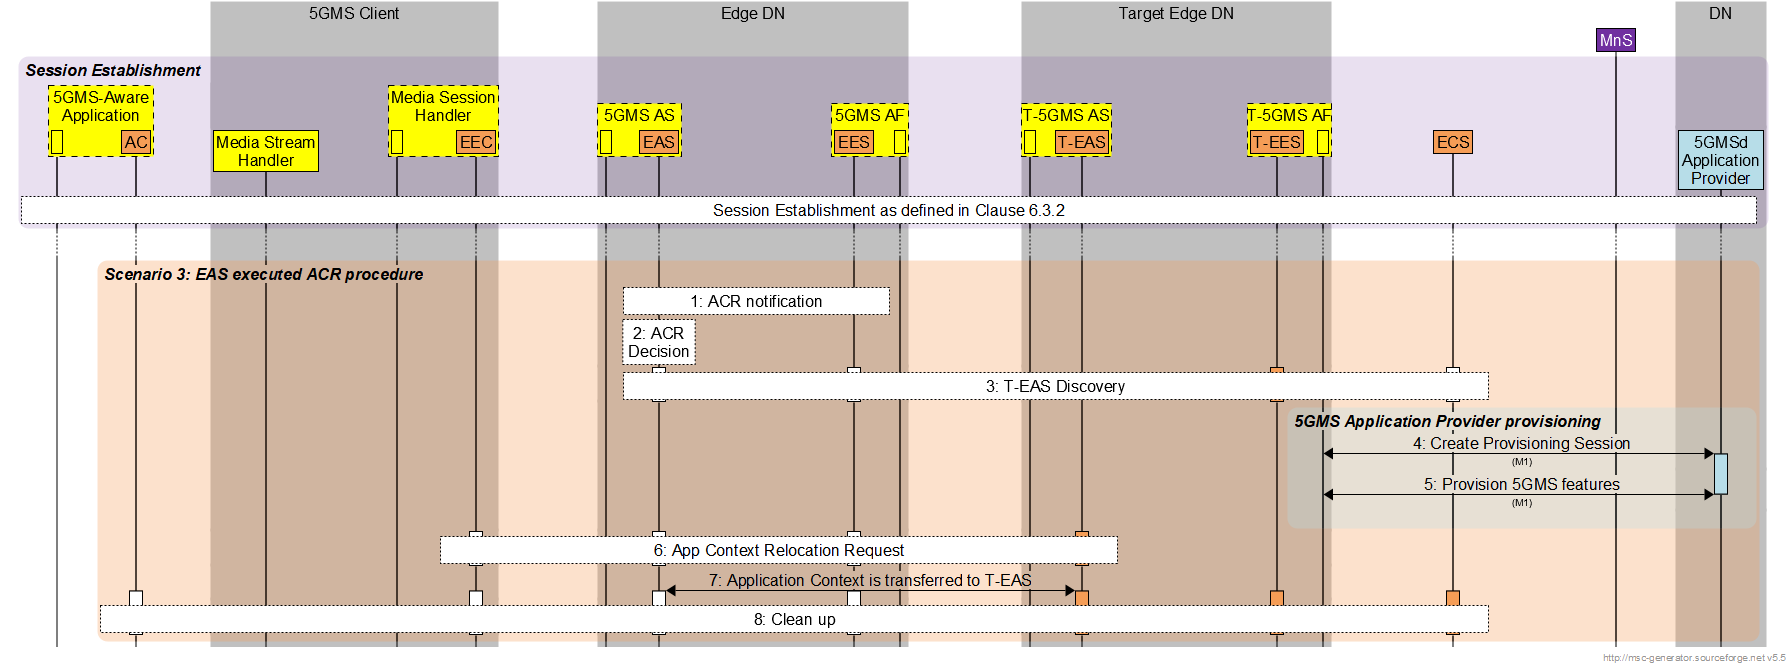 5GMS Client
Edge DN
Target Edge DN
DN
MnS
Session Establishment
5GMS-Aware
Application
AC
Media Stream
Handler
Media Session
Handler
EEC
5GMS AS
EAS
5GMS AF
EES
T-5GMS AS
T-EAS
T-5GMS AF
T-EES
ECS
5GMSd
Application
Provider
Session Establishment as defined in Clause 6.3.2
Scenario 3: EAS executed ACR procedure
1: ACR notification
2: ACR
Decision
3: T-EAS Discovery
5GMS Application Provider provisioning
4: Create Provisioning Session
(M1)
5: Provision 5GMS features
(M1)
6: App Context Relocation Request
7: Application Context is transferred to T-EAS
8: Clean up
http://msc-generator.sourceforge.net v5.5